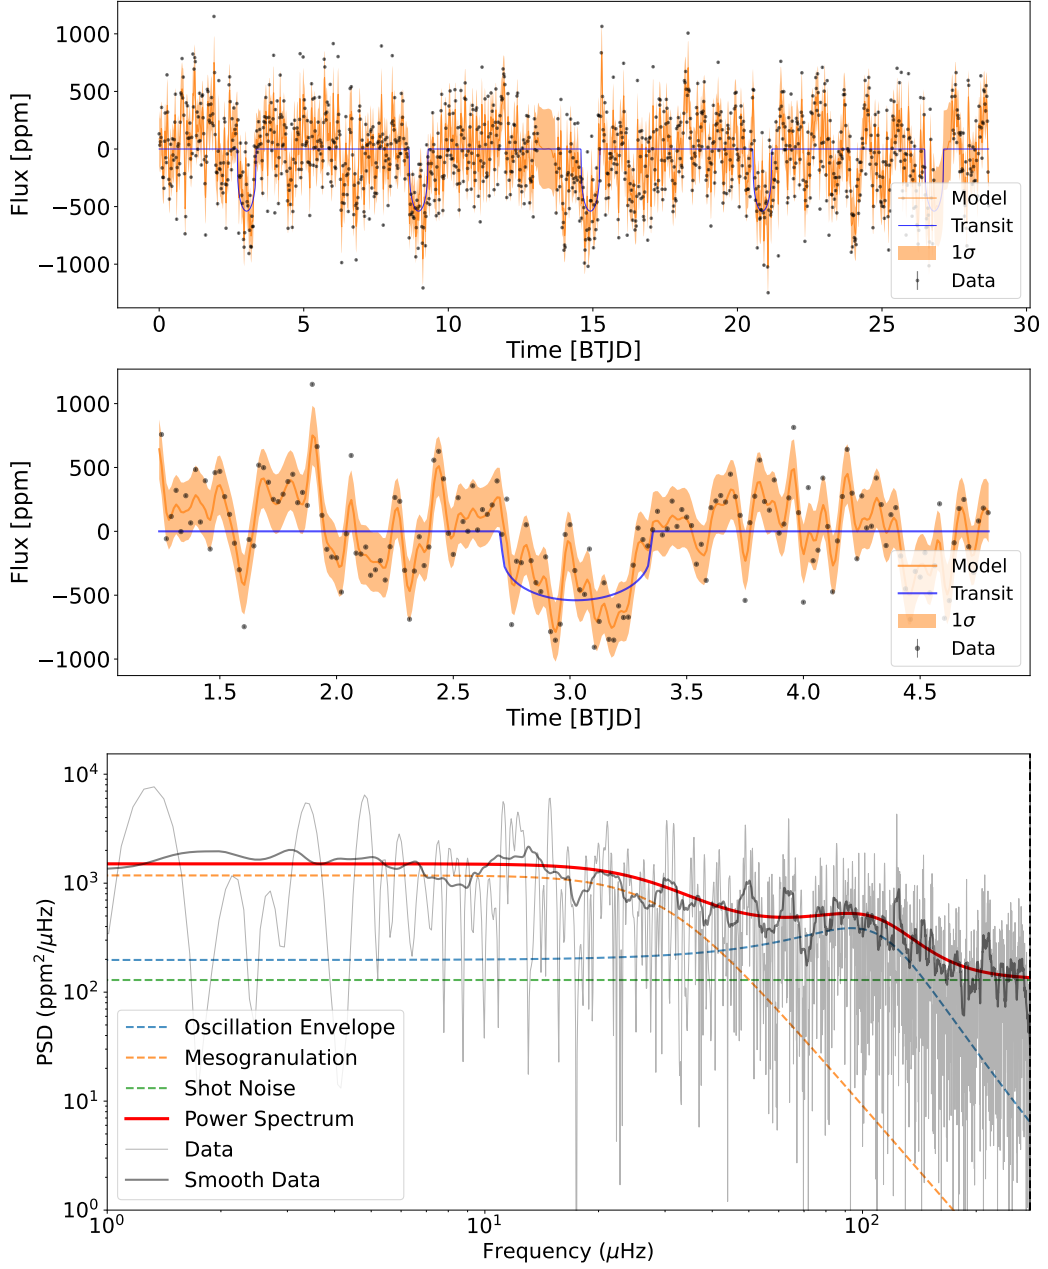 1000
500
0
−500
−1000
Flux [ppm]
0 5 10 15 20 25 30
Time [BTJD]
Model
Transit
1σ
Data
1000
500
0
−500
−1000
Flux [ppm]
1.5 2.0 2.5 3.0 3.5 4.0 4.5
Time [BTJD]
Model
Transit
1σ
Data
10⁴
10³
10²
10¹
10⁰
PSD (ppm²/μHz)
Oscillation Envelope
Mesogranulation
Shot Noise
Power Spectrum
Data
Smooth Data
10⁰ 10¹ 10²
Frequency (μHz)